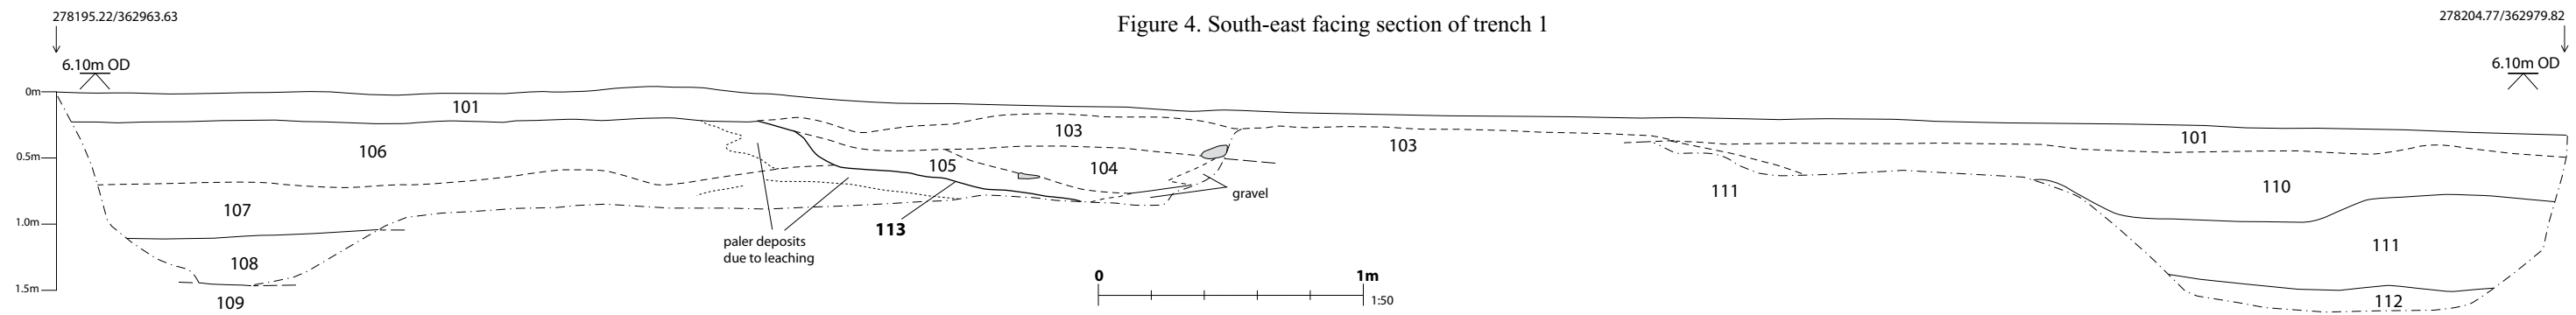 278195.22/362963.63
Figure 4. South-east facing section of trench 1
278204.77/362979.82
6.10m OD
6.10m OD
0m
101
103
101
106
105
104
103
0.5m
111
110
gravel
107
1.0m
113
paler deposits
due to leaching
111
108
0
1m
1.5m
109
1:50
112